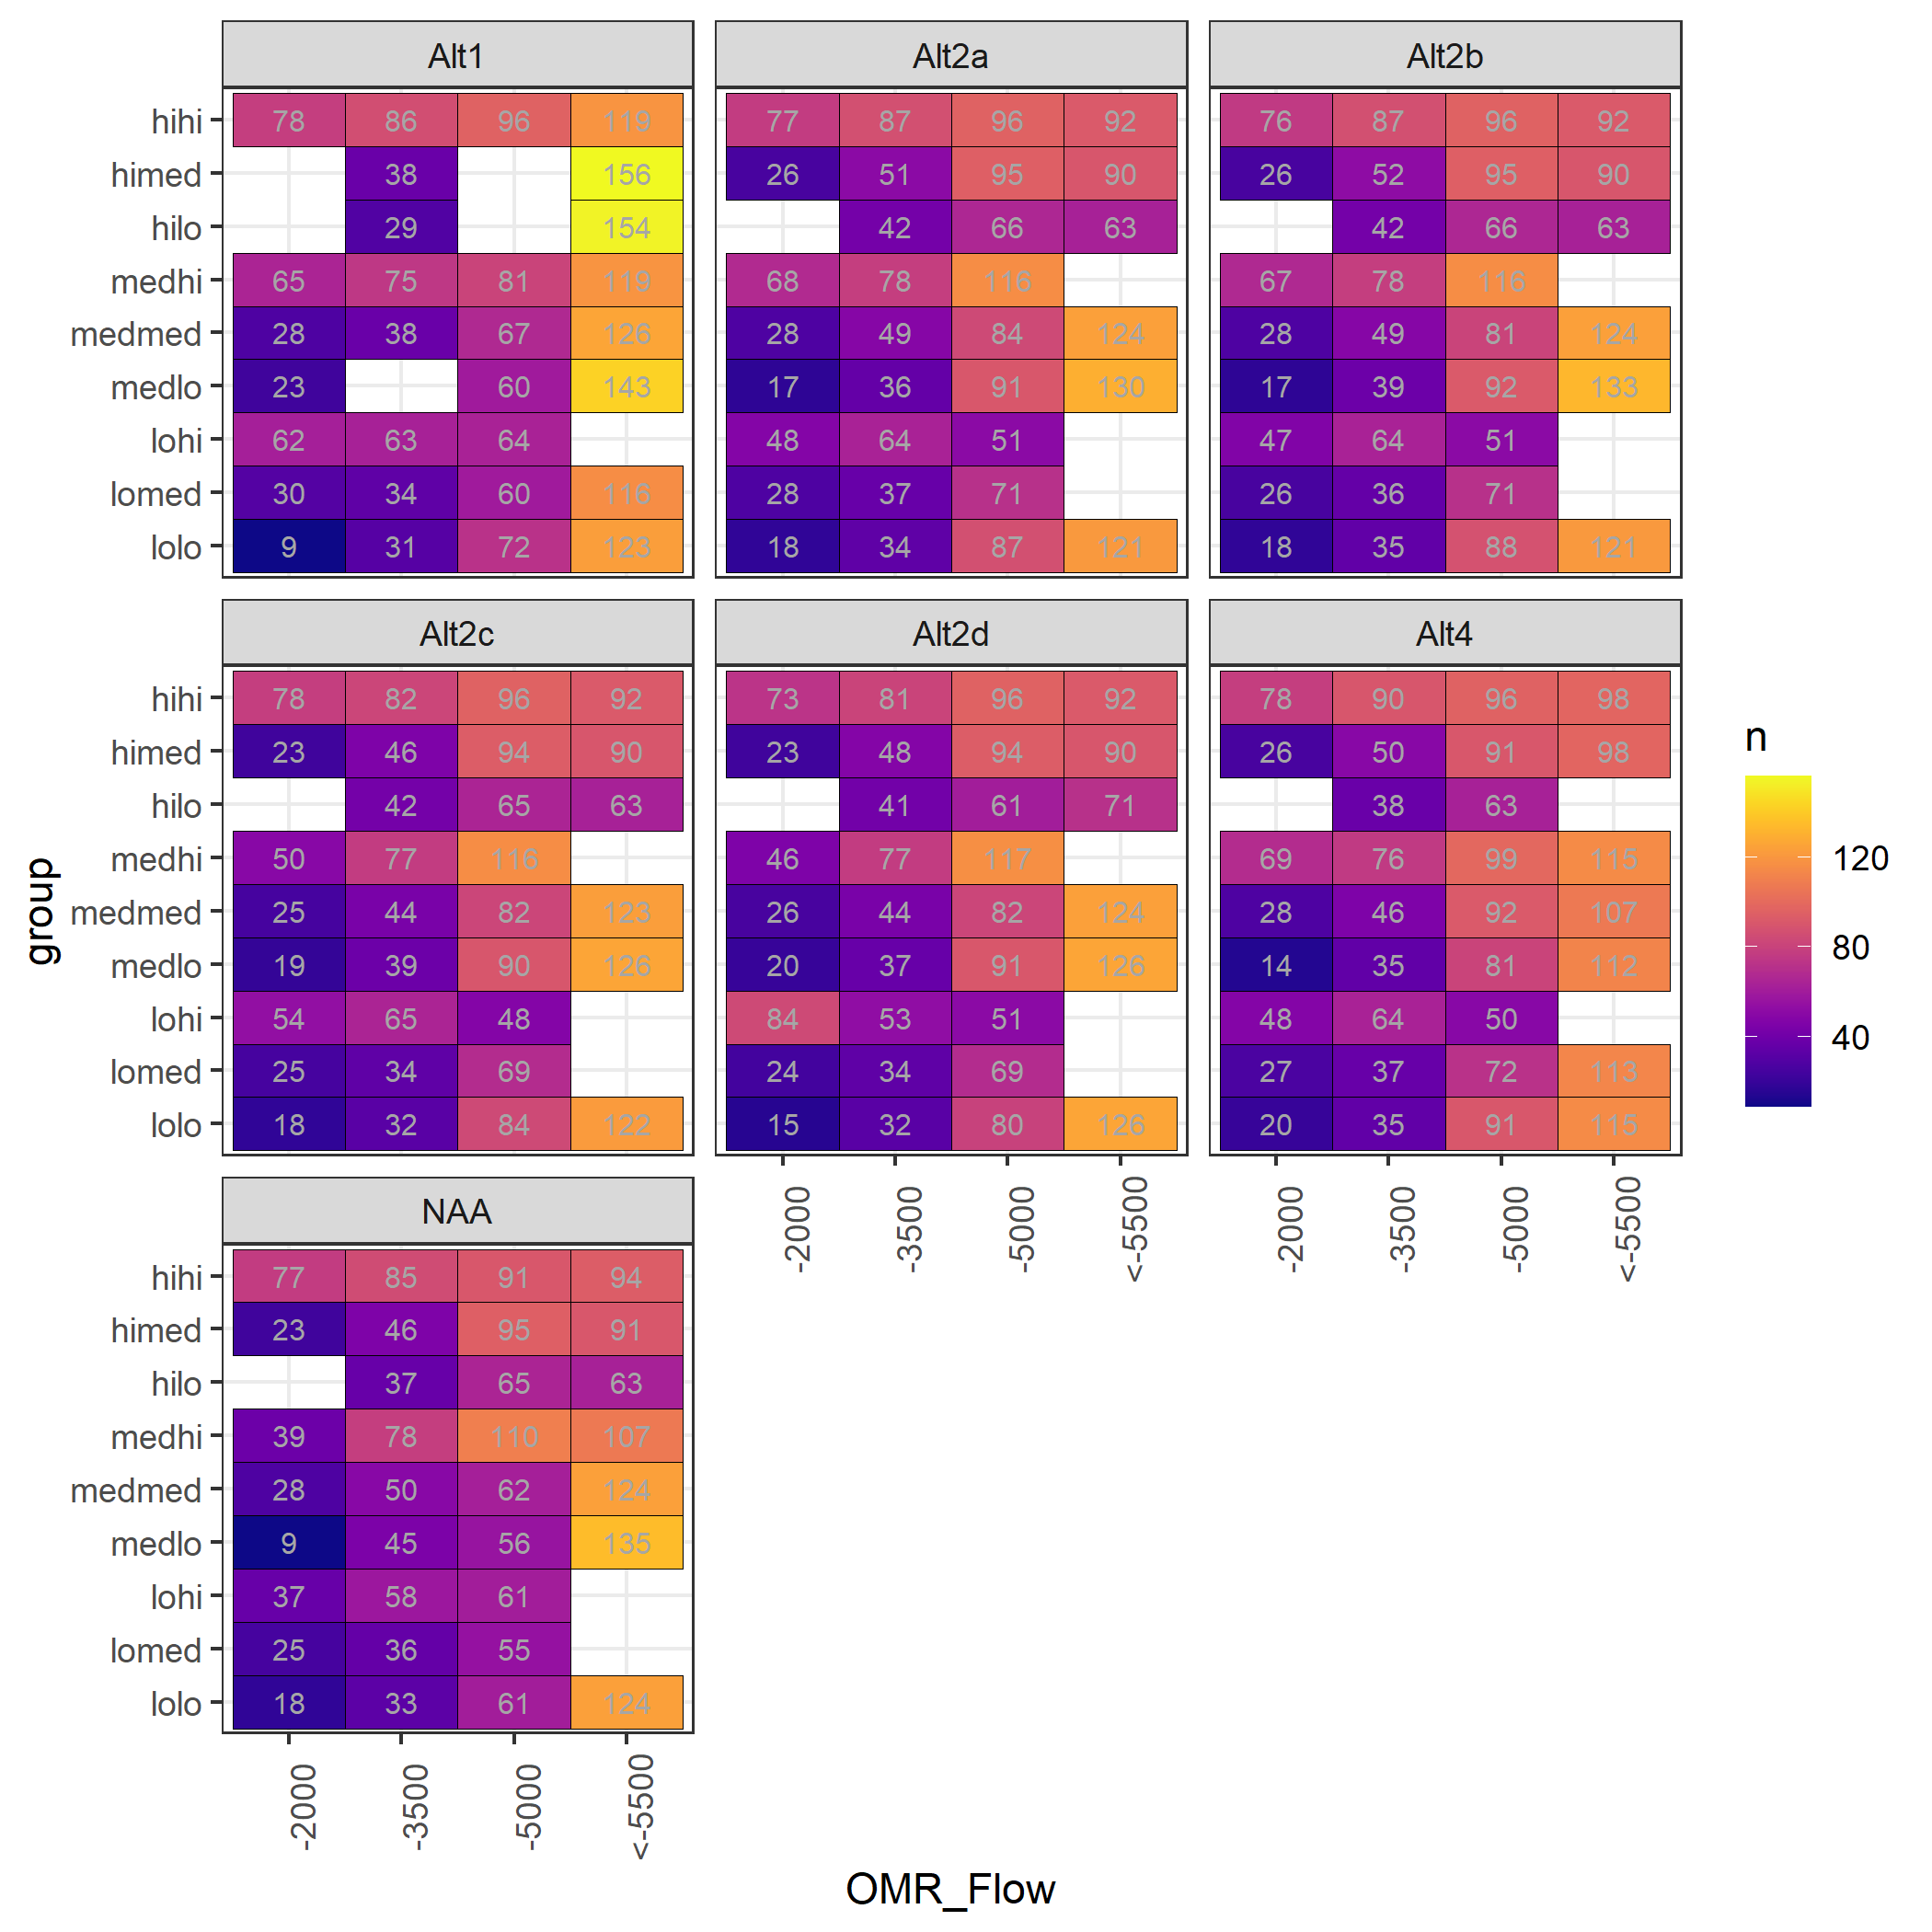 Alt1 Alt2a Alt2b
hihi 78 86 96 119 77 87 96 92 76 87 96 92
himed 38 156 26 51 95 90 26 52 95 90
hilo 29 154 42 66 63 42 66 63
medhi 65 75 81 119 68 78 116 67 78 116
medmed 28 38 67 126 28 49 84 124 28 49 81 124
medlo 23 60 143 17 36 91 130 17 39 92 133
lohi 62 63 64 48 64 51 47 64 51
lomed 30 34 60 116 28 37 71 26 36 71
lolo 9 31 72 123 18 34 87 121 18 35 88 121
Alt2c Alt2d Alt4
hihi 78 82 96 92 73 81 96 92 78 90 96 98
himed 23 46 94 90 23 48 94 90 26 50 91 98
hilo 42 65 63 41 61 71 38 63
medhi 50 77 116 46 77 117 69 76 99 115
medmed 25 44 82 123 26 44 82 124 28 46 92 107
medlo 19 39 90 126 20 37 91 126 14 35 81 112
lohi 54 65 48 84 53 51 48 64 50
lomed 25 34 69 24 34 69 27 37 72 113
lolo 18 32 84 122 15 32 80 126 20 35 91 115
-2000 -3500 -5000 <-5500 -2000 -3500 -5000 <-5500
NAA
hihi 77 85 91 94
himed 23 46 95 91
hilo 37 65 63
medhi 39 78 110 107
medmed 28 50 62 124
medlo 9 45 56 135
lohi 37 58 61
lomed 25 36 55
lolo 18 33 61 124
-2000 -3500 -5000 <-5500
OMR_Flow
group
n
120
80
40